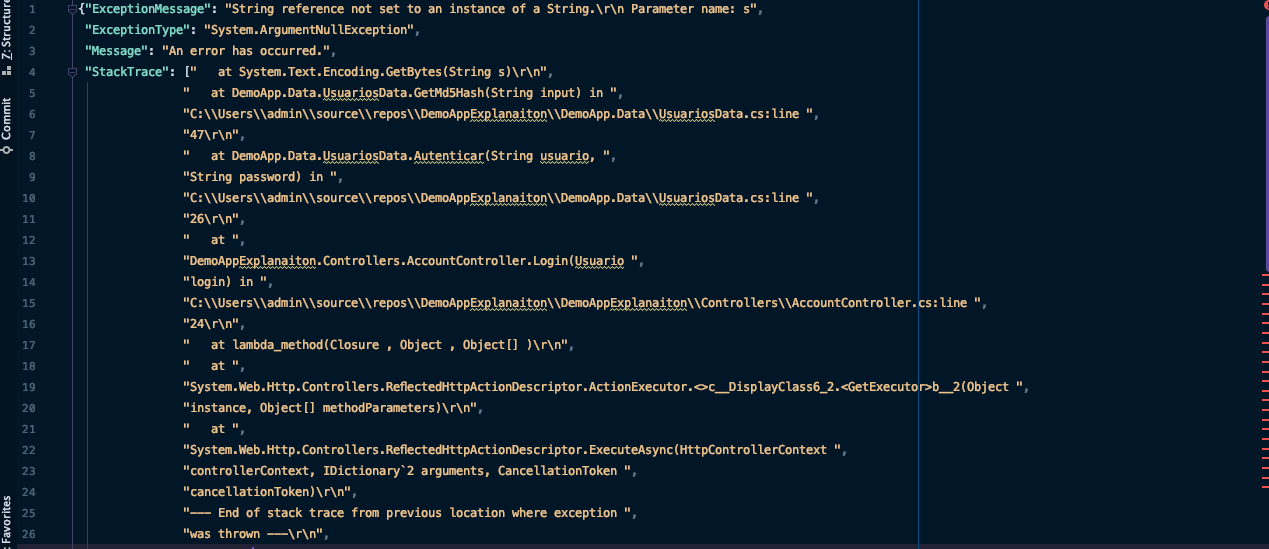 Z: Structure
Commit
Favorites
1 {"ExceptionMessage": "String reference not set to an instance of a String.\r\n Parameter name: s",
2 "ExceptionType": "System.ArgumentNullException",
3 "Message": "An error has occurred.",
4 "StackTrace": ["   at System.Text.Encoding.GetBytes(String s)\r\n",
5 "   at DemoApp.Data.UsuariosData.GetMd5Hash(String input) in ",
6 "C:\\Users\\admin\\source\\repos\\DemoAppExplanaiton\\DemoApp.Data\\UsuariosData.cs:line ",
7 "47\r\n",
8 "   at DemoApp.Data.UsuariosData.Autenticar(String usuario, ",
9 "String password) in ",
10 "C:\\Users\\admin\\source\\repos\\DemoAppExplanaiton\\DemoApp.Data\\UsuariosData.cs:line ",
11 "26\r\n",
12 "   at ",
13 "DemoAppExplanaiton.Controllers.AccountController.Login(Usuario ",
14 "login) in ",
15 "C:\\Users\\admin\\source\\repos\\DemoAppExplanaiton\\DemoAppExplanaiton\\Controllers\\AccountController.cs:line ",
16 "24\r\n",
17 "   at lambda_method(Closure , Object , Object[] )\r\n",
18 "   at ",
19 "System.Web.Http.Controllers.ReflectedHttpActionDescriptor.ActionExecutor.<>c__DisplayClass6_2.<GetExecutor>b__2(Object ",
20 "instance, Object[] methodParameters)\r\n",
21 "   at ",
22 "System.Web.Http.Controllers.ReflectedHttpActionDescriptor.ExecuteAsync(HttpControllerContext ",
23 "controllerContext, IDictionary`2 arguments, CancellationToken ",
24 "cancellationToken)\r\n",
25 "--- End of stack trace from previous location where exception ",
26 "was thrown ---\r\n",